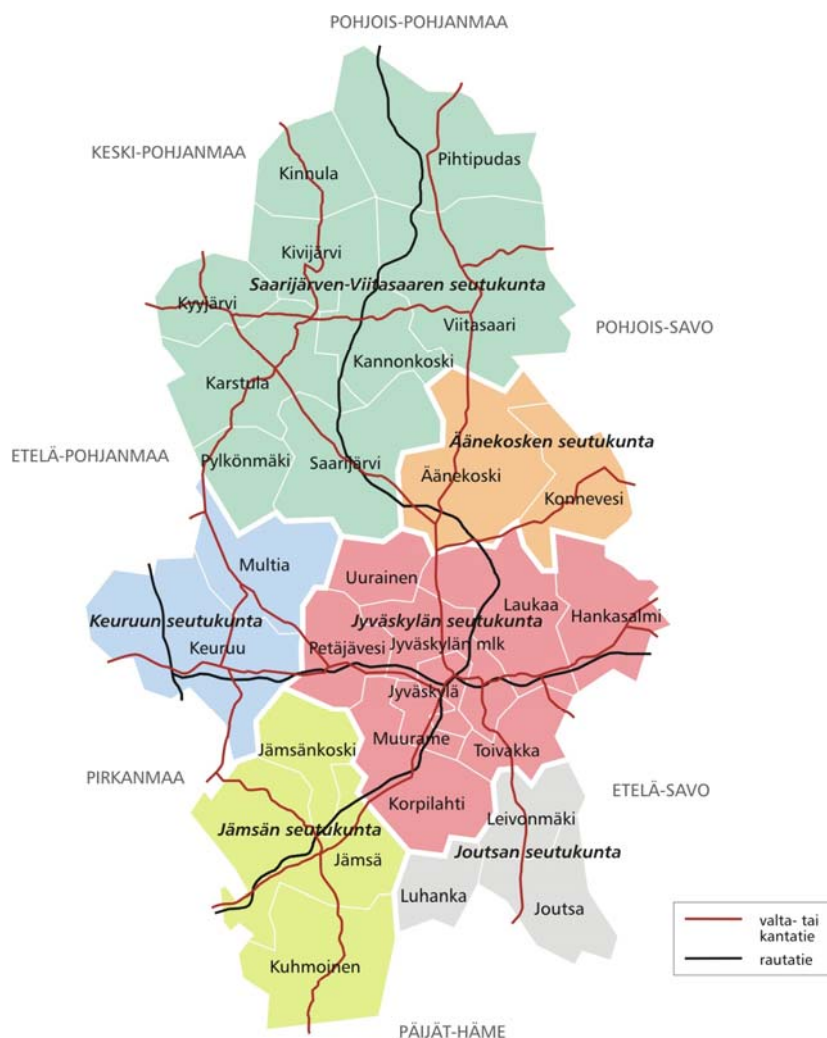 POHJOIS-POHJANMAA
KESKI-POHJANMAA
Pihtipudas
Kinnula
Kivijärvi
Saarijärven-Viitasaaren seutukunta
Kyyjärvi
Viitasaari
POHJOIS-SAVO
Kannonkoski
Karstula
ETELÄ-POHJANMAA
Äänekosken seutukunta
Pylkönmäki
Saarijärvi
Äänekoski
Konnevesi
Multia
Uurainen
Laukaa
Hankasalmi
Keuruun seutukunta
Jyväskylän seutukunta
Keuruu
Petäjävesi
Jyväskylän mlk
Jyväskylä
Muurame
Toivakka
Jämsänkoski
PIRKANMAA
ETELÄ-SAVO
Korpilahti
Leivonmäki
Jämsän seutukunta
Joutsan seutukunta
Jämsä
Luhanka
Joutsa
Kuhmoinen
PÄIJÄT-HÄME
valta- tai
kantatie
rautatie